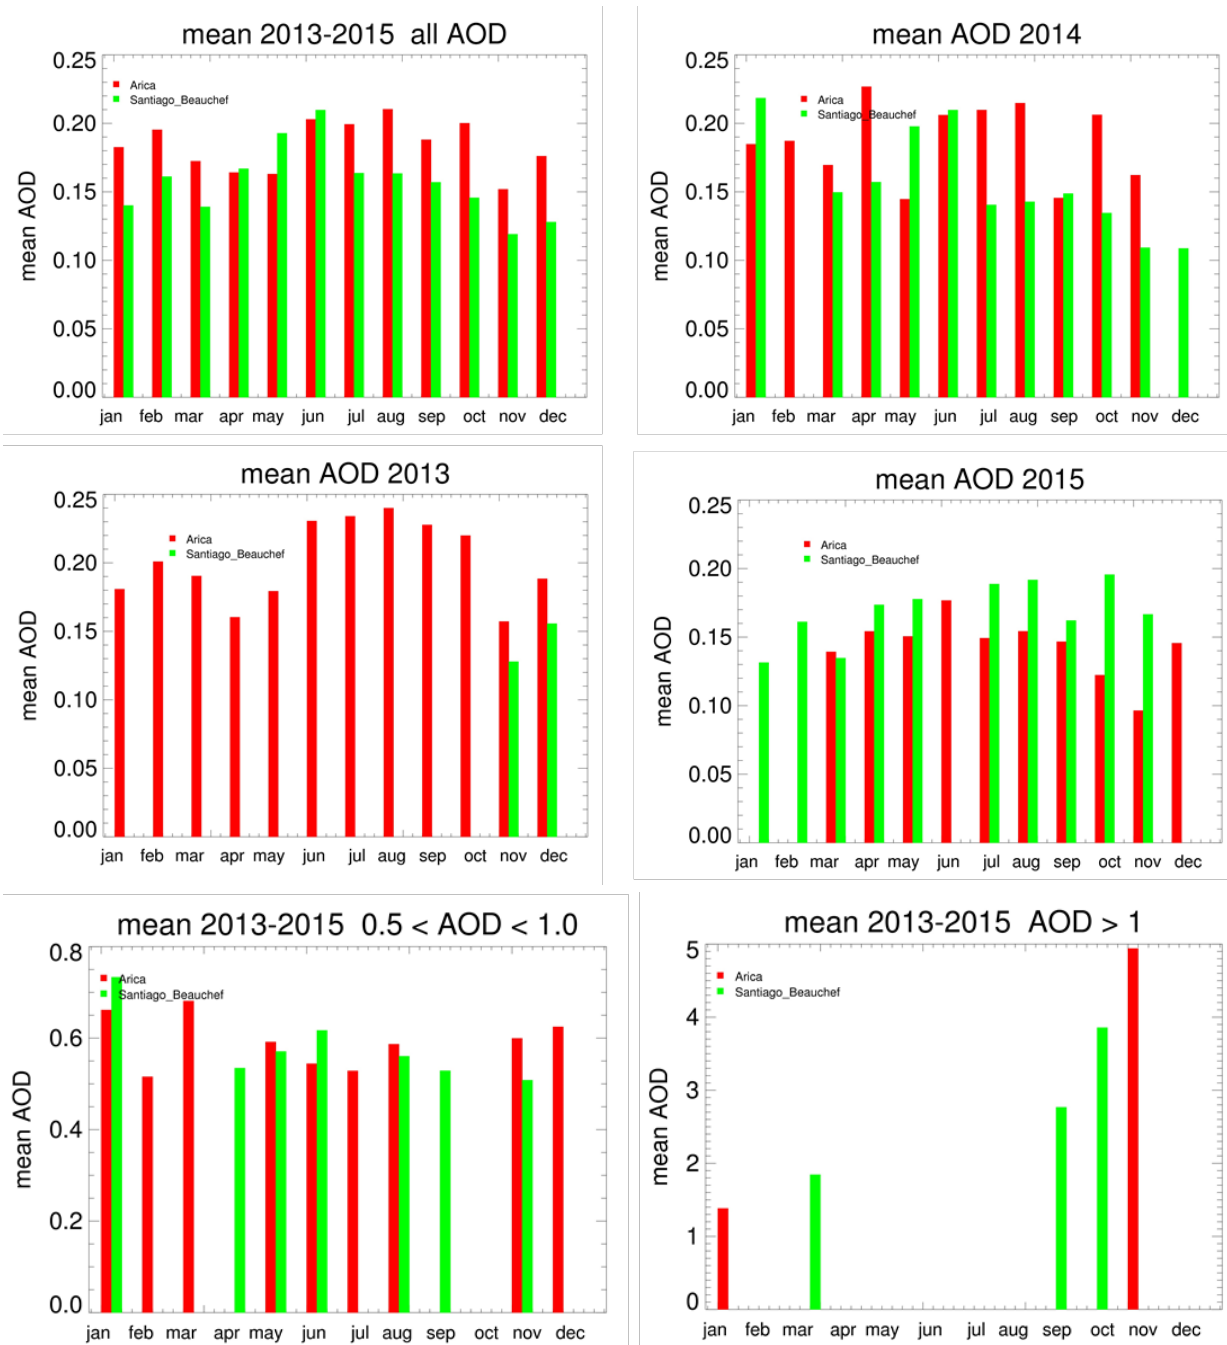 mean 2013-2015 all AOD
0.25
0.20
0.15
0.10
0.05
0.00
mean AOD
Arica
Santiago_Beauchef
jan feb mar apr may jun jul aug sep oct nov dec
mean AOD 2014
0.25
0.20
0.15
0.10
0.05
0.00
mean AOD
Arica
Santiago_Beauchef
jan feb mar apr may jun jul aug sep oct nov dec
mean AOD 2013
0.25
0.20
0.15
0.10
0.05
0.00
mean AOD
Arica
Santiago_Beauchef
jan feb mar apr may jun jul aug sep oct nov dec
mean AOD 2015
0.25
0.20
0.15
0.10
0.05
0.00
mean AOD
Arica
Santiago_Beauchef
jan feb mar apr may jun jul aug sep oct nov dec
mean 2013-2015 0.5 < AOD < 1.0
0.8
0.6
0.4
0.2
0.0
mean AOD
Arica
Santiago_Beauchef
jan feb mar apr may jun jul aug sep oct nov dec
mean 2013-2015 AOD > 1
5
4
3
2
1
0
mean AOD
Arica
Santiago_Beauchef
jan feb mar apr may jun jul aug sep oct nov dec